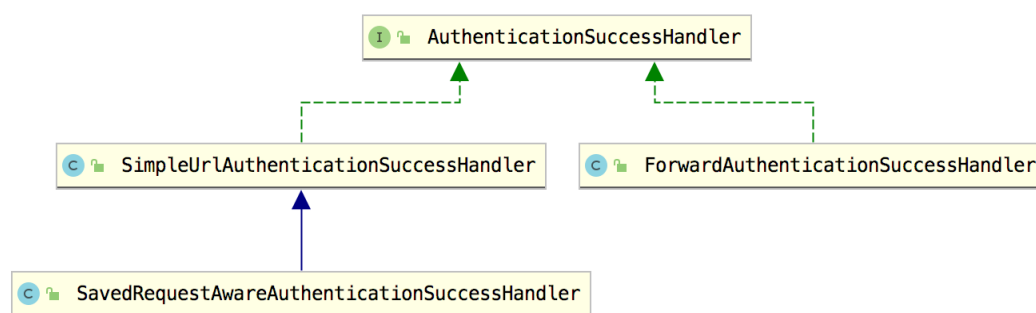 I AuthenticationSuccessHandler
C SimpleUrlAuthenticationSuccessHandler
C ForwardAuthenticationSuccessHandler
C SavedRequestAwareAuthenticationSuccessHandler